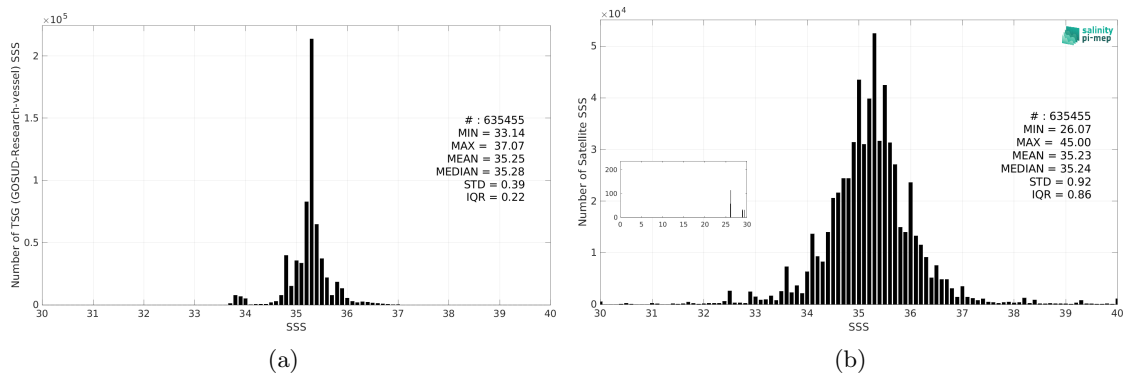 ×10⁵
2
1.5
1
0.5
0
Number of TSG (GOSUD-Research-vessel) SSS
30 31 32 33 34 35 36 37 38 39 40
SSS
# : 635455
MIN = 33.14
MAX = 37.07
MEAN = 35.25
MEDIAN = 35.28
STD = 0.39
IQR = 0.22
(a)
×10⁴
5
4
3
2
1
0
Number of Satellite SSS
30 31 32 33 34 35 36 37 38 39 40
SSS
salinity
pi-mep
# : 635455
MIN = 26.07
MAX = 45.00
MEAN = 35.23
MEDIAN = 35.24
STD = 0.92
IQR = 0.86
200
100
0
0 5 10 15 20 25 30
(b)